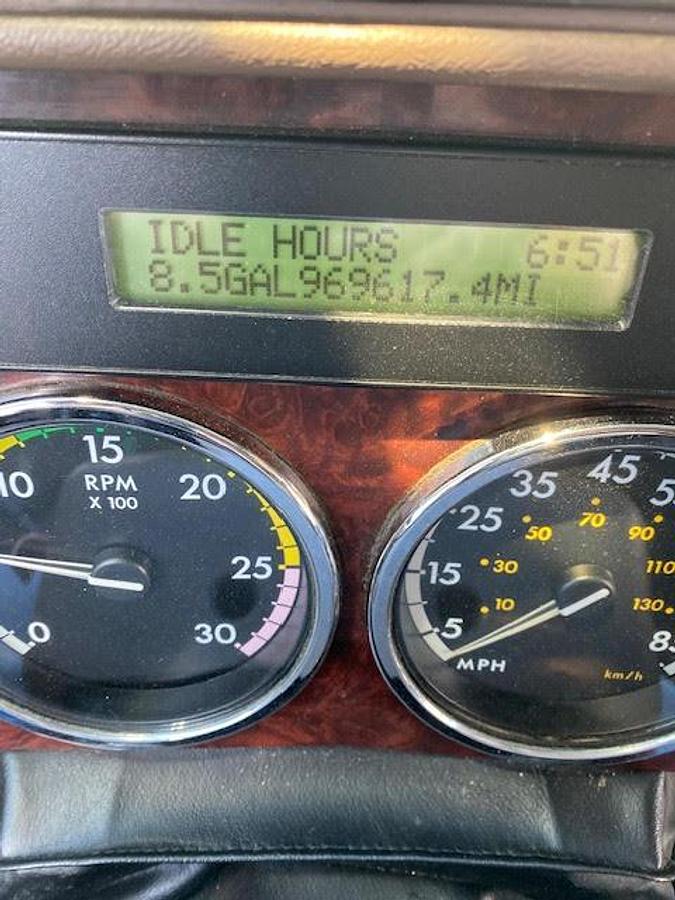 IDLE HOURS 6:51
8.5GAL969617.4MI
10 15 20 25 30 0
RPM
X 100
5 15 25 35 45
10 30 50 70 90 110 130
MPH
km/h